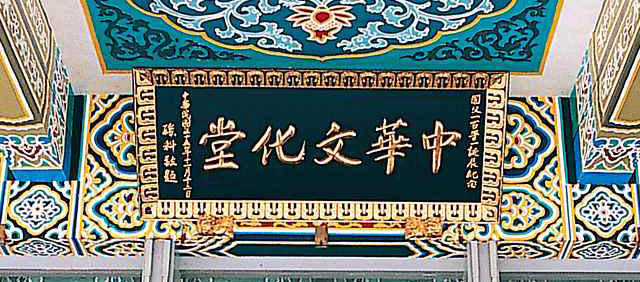 國父一百年誕辰紀念
中華文化堂
中華民國五十五年十一月十二日
孫科敬題